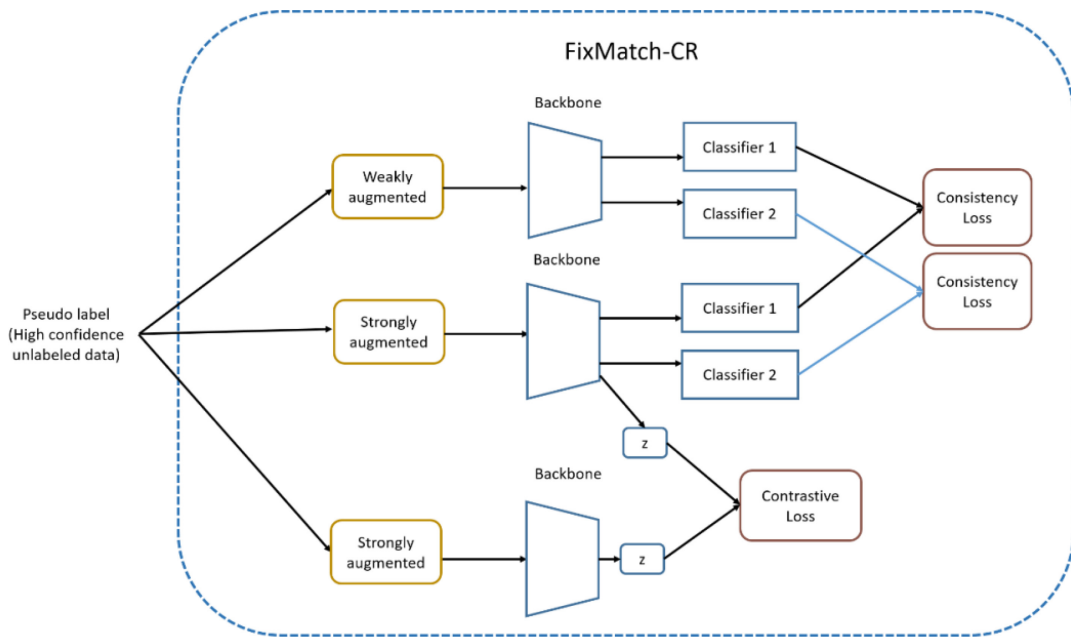 FixMatch-CR
Backbone
Weakly
augmented
Classifier 1
Classifier 2
Consistency
Loss
Backbone
Consistency
Loss
Pseudo label
(High confidence
unlabeled data)
Strongly
augmented
Classifier 1
Classifier 2
z
Backbone
Contrastive
Loss
Strongly
augmented
z